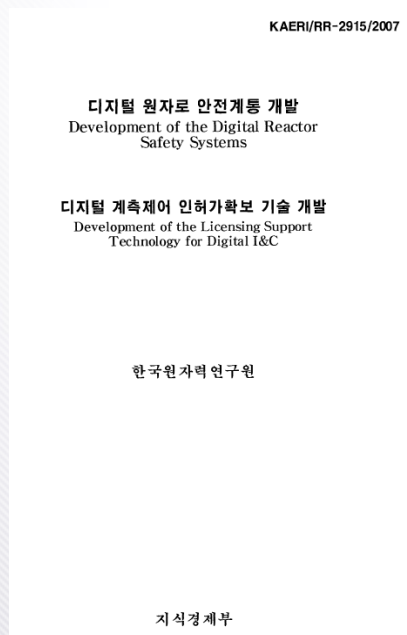 KAERI/RR-2915/2007
디지털 원자로 안전계통 개발
Development of the Digital Reactor
Safety Systems
디지털 계측제어 인허가확보 기술 개발
Development of the Licensing Support
Technology for Digital I&C
한국원자력연구원
지식경제부